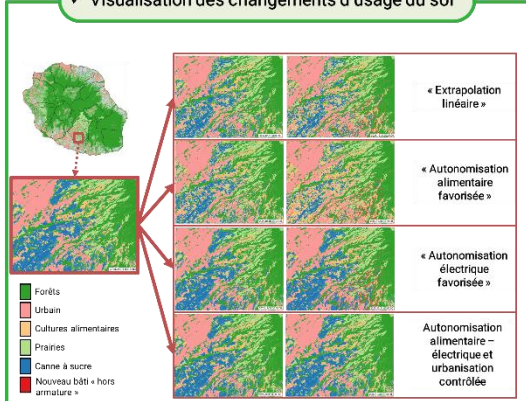 ✓ Visualisation des changements d'usage du sol
« Extrapolation
linéaire »
« Autonomisation
alimentaire
favorisée »
« Autonomisation
électrique
favorisée »
Autonomisation
alimentaire –
électrique et
urbanisation
contrôlée
Forêts
Urbain
Cultures alimentaires
Prairies
Canne à sucre
Nouveau bâti « hors
armature »